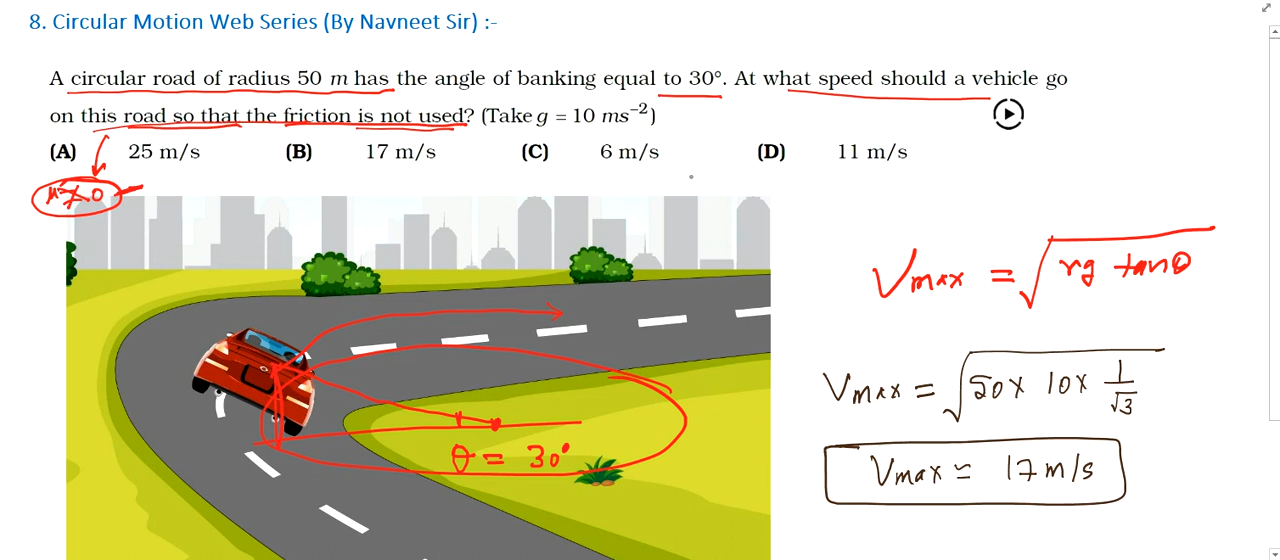 8. Circular Motion Web Series (By Navneet Sir) :-
A circular road of radius 50 m has the angle of banking equal to 30°. At what speed should a vehicle go
on this road so that the friction is not used? (Take g = 10 ms⁻²)
(A) 25 m/s (B) 17 m/s (C) 6 m/s (D) 11 m/s
Vmax = √rg tanθ
Vmax = √50 × 10 × 1/√3
θ = 30°
Vmax ≈ 17 m/s